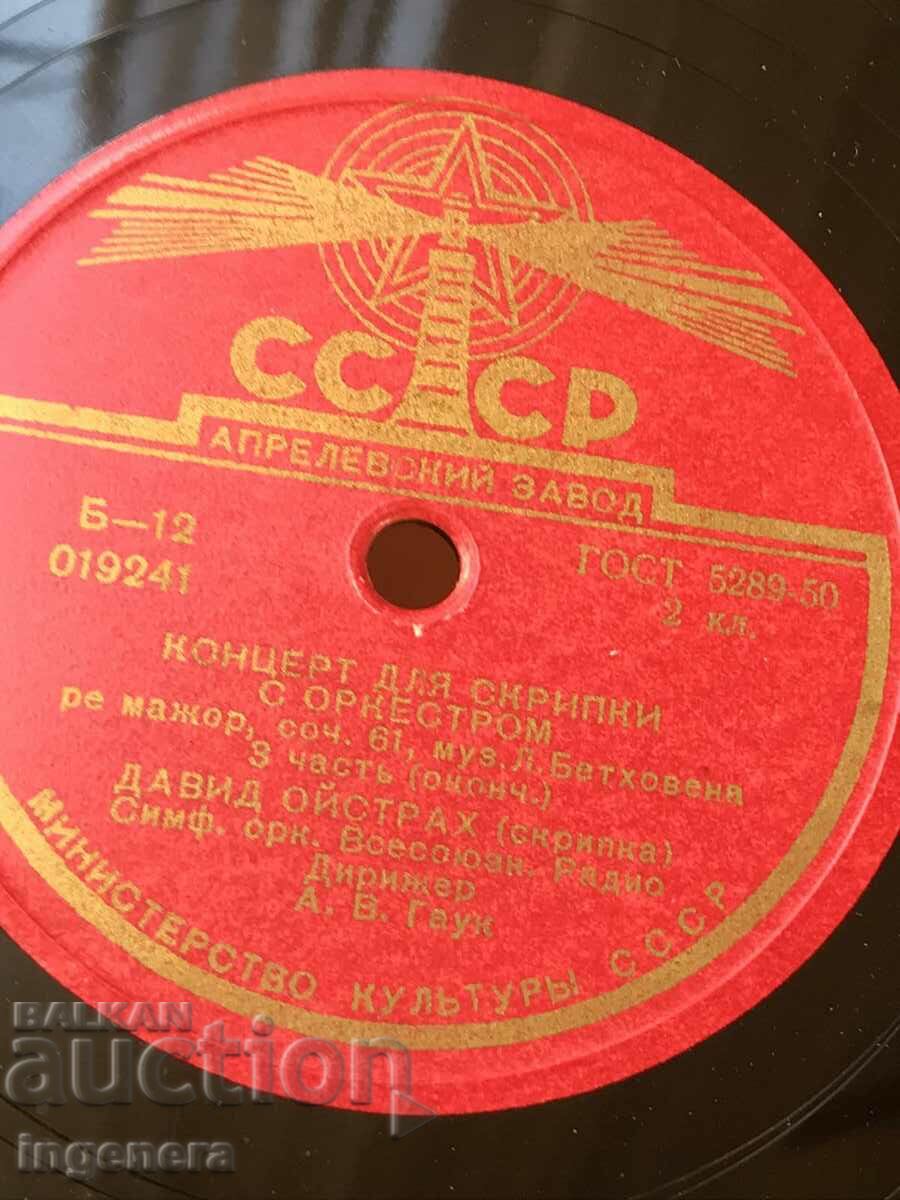 СССР
АПРЕЛЕВСКИЙ ЗАВОД
Б—12
019241
ГОСТ 5289-50
2 кл.
КОНЦЕРТ ДЛЯ СКРИПКИ
С ОРКЕСТРОМ
ре мажор, соч. 61, муз. Л. Бетховена
3 часть (оконч.)
ДАВИД ОЙСТРАХ (скрипка)
Симф. орк. Всесоюзн. Радио
Дирижер
А. В. Гаук
МИНИСТЕРСТВО КУЛЬТУРЫ СССР
BALKAN
auction
ingenera